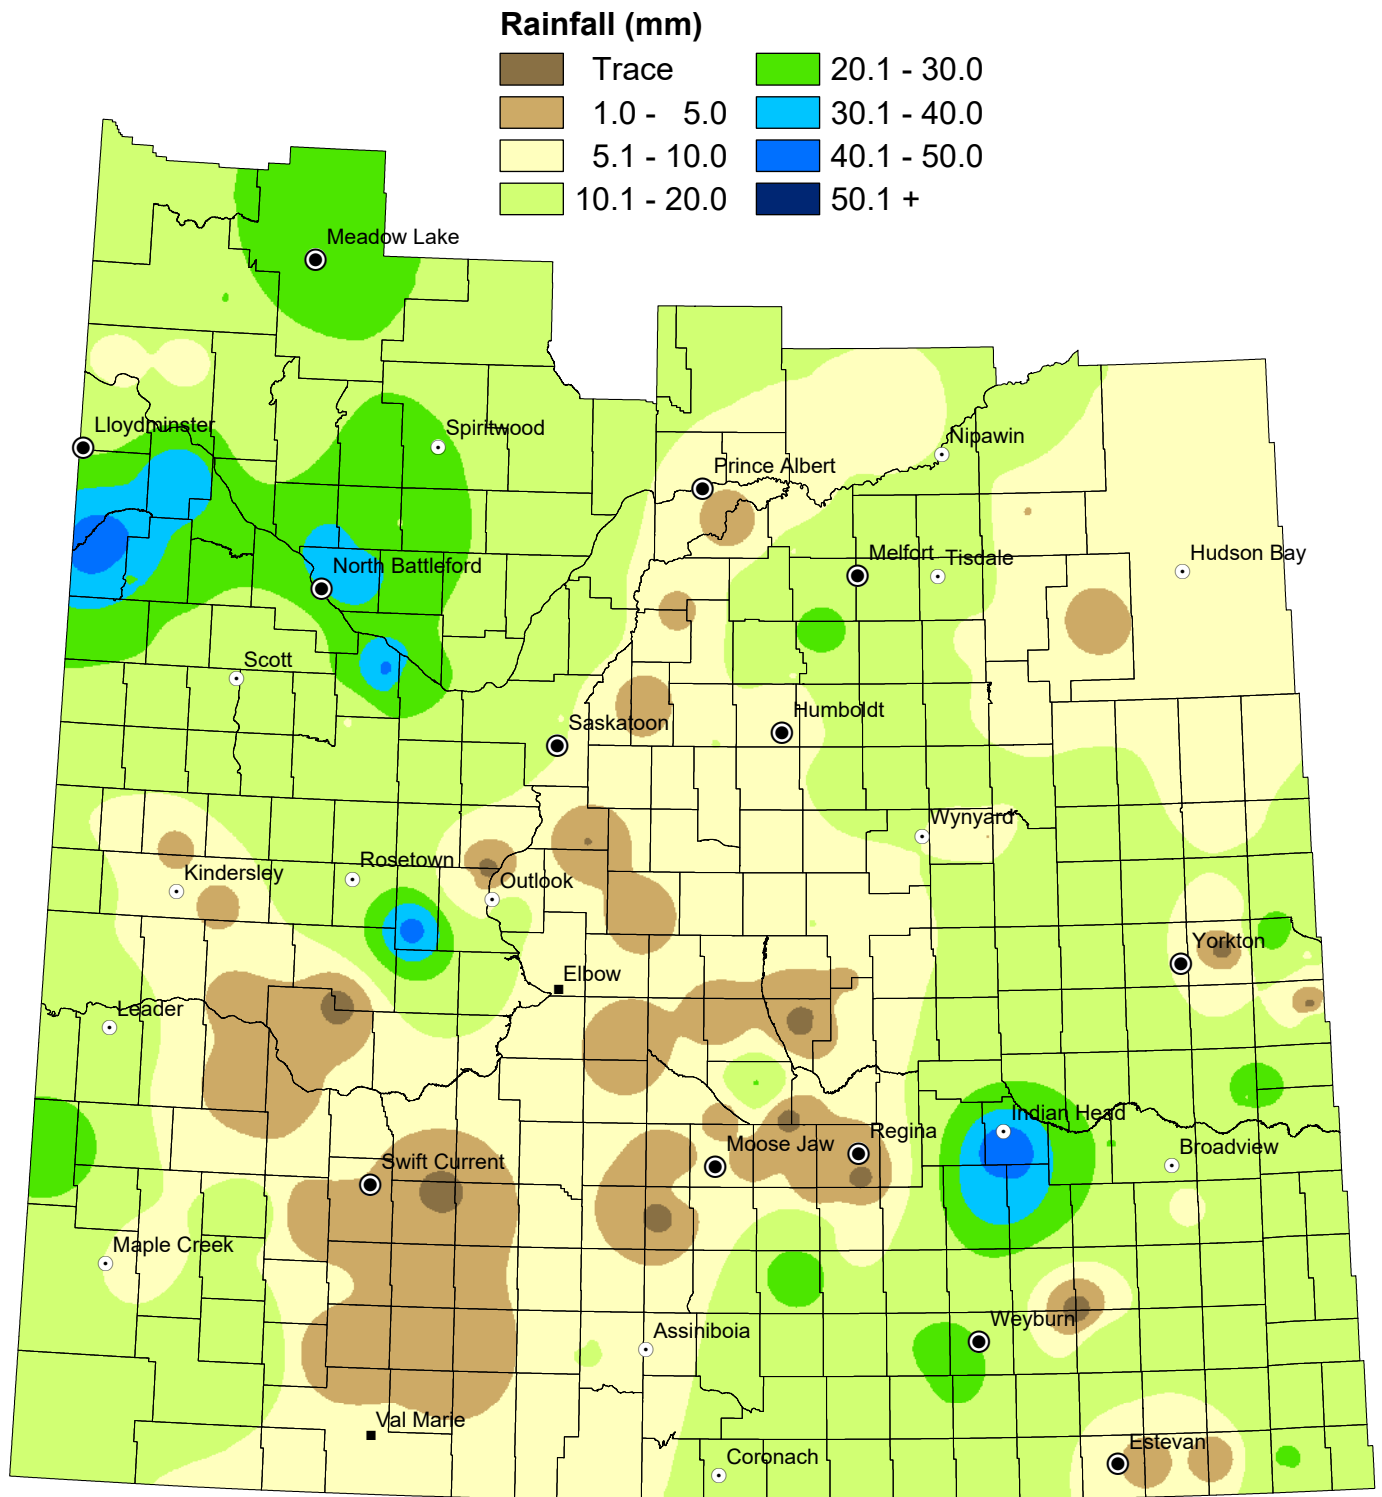 Rainfall (mm)
Trace
20.1 - 30.0
1.0 - 5.0
30.1 - 40.0
5.1 - 10.0
40.1 - 50.0
10.1 - 20.0
50.1 +
Meadow Lake
Lloydminster
Spiritwood
Nipawin
Prince Albert
Melfort
Tisdale
Hudson Bay
North Battleford
Scott
Saskatoon
Humboldt
Wynyard
Rosetown
Kindersley
Outlook
Yorkton
Elbow
Leader
Indian Head
Regina
Moose Jaw
Broadview
Swift Current
Maple Creek
Weyburn
Assiniboia
Val Marie
Estevan
Coronach